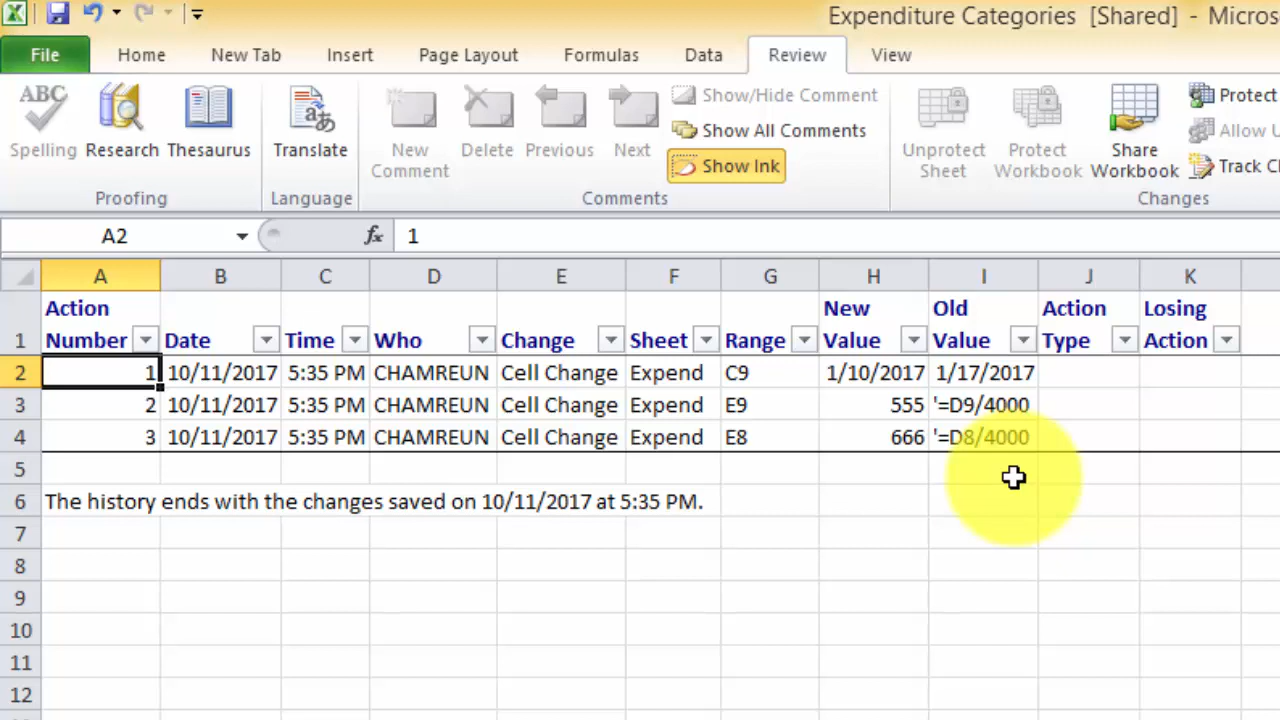 Expenditure Categories [Shared] -
File Home New Tab Insert Page Layout Formulas Data Review View
ABC
Spelling Research Thesaurus Translate New Comment Delete Previous Next Show/Hide Comment
Show All Comments
Show Ink
Unprotect Sheet Protect Workbook Share Workbook Protect
Allow
Track
Proofing Language Comments Changes
A2 fx 1
A B C D E F G H I J K
1 Action Number Date Time Who Change Sheet Range New Value Old Value Action Type Losing Action
2 1 10/11/2017 5:35 PM CHAMREUN Cell Change Expend C9 1/10/2017 1/17/2017
3 2 10/11/2017 5:35 PM CHAMREUN Cell Change Expend E9 555 '=D9/4000
4 3 10/11/2017 5:35 PM CHAMREUN Cell Change Expend E8 666 '=D8/4000
5
6 The history ends with the changes saved on 10/11/2017 at 5:35 PM.
7
8
9
10
11
12